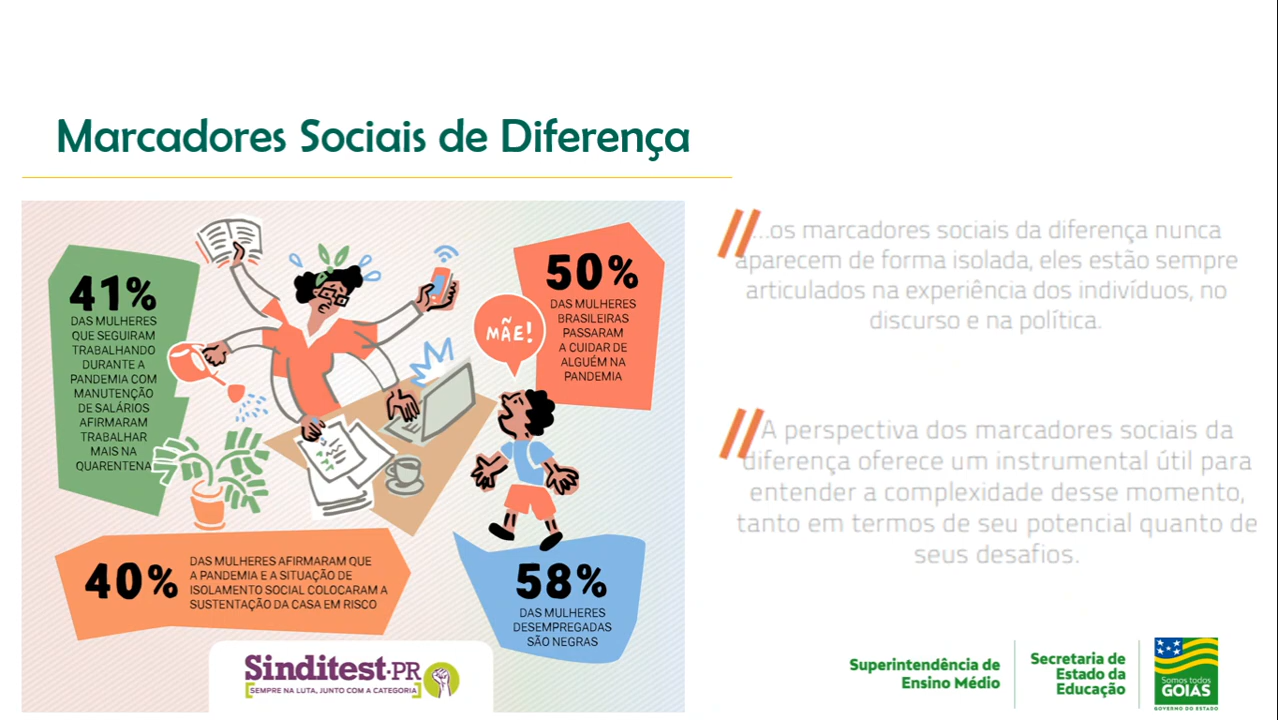 Marcadores Sociais de Diferença
41%
DAS MULHERES
QUE SEGUIRAM
TRABALHANDO
DURANTE A
PANDEMIA COM
MANUTENÇÃO
DE SALÁRIOS
AFIRMARAM
TRABALHAR
MAIS NA
QUARENTENA
50%
DAS MULHERES
BRASILEIRAS
PASSARAM
A CUIDAR DE
ALGUÉM NA
PANDEMIA
MÃE!
40%
DAS MULHERES AFIRMARAM QUE
A PANDEMIA E A SITUAÇÃO DE
ISOLAMENTO SOCIAL COLOCARAM A
SUSTENTAÇÃO DA CASA EM RISCO
58%
DAS MULHERES
DESEMPREGADAS
SÃO NEGRAS
Sinditest-PR
SEMPRE NA LUTA, JUNTO COM A CATEGORIA
...os marcadores sociais da diferença nunca
aparecem de forma isolada, eles estão sempre
articulados na experiência dos indivíduos, no
discurso e na política.
A perspectiva dos marcadores sociais da
diferença oferece um instrumental útil para
entender a complexidade desse momento,
tanto em termos de seu potencial quanto de
seus desafios.
Superintendência de
Ensino Médio
Secretaria de
Estado da
Educação
Somos todos
GOIÁS
GOVERNO DO ESTADO